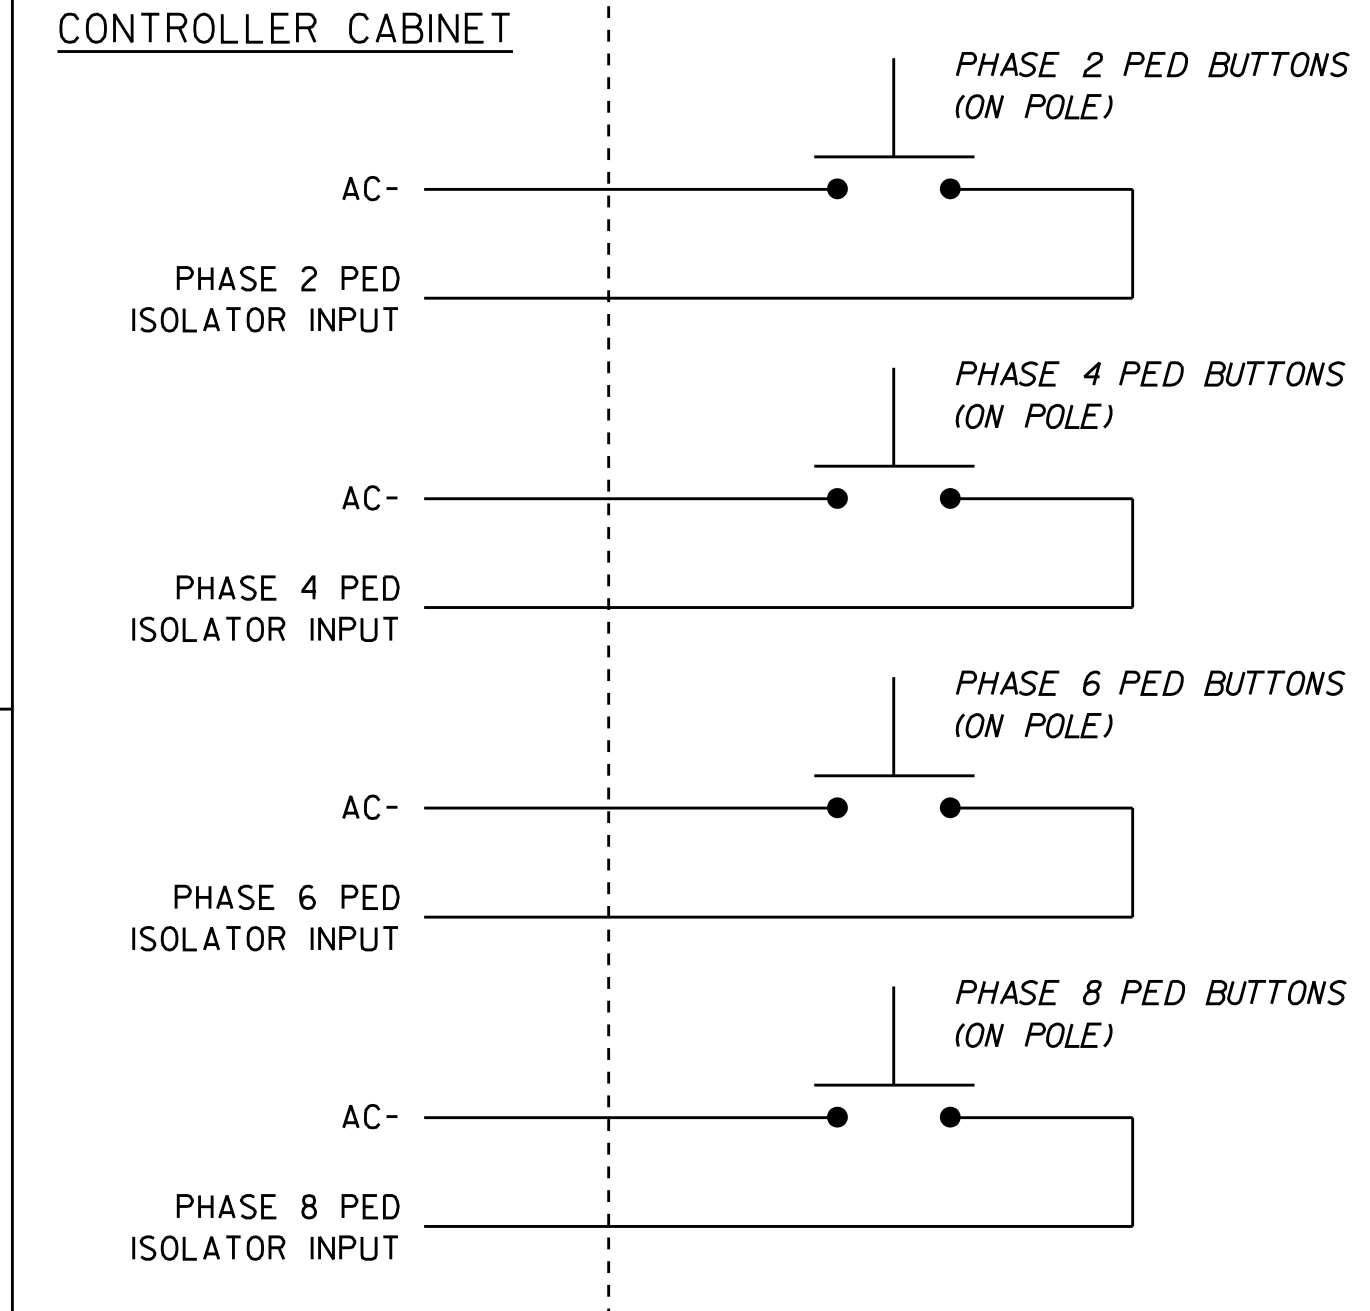 CONTROLLER CABINET
PHASE 2 PED BUTTONS
(ON POLE)
AC-
PHASE 2 PED
ISOLATOR INPUT
PHASE 4 PED BUTTONS
(ON POLE)
AC-
PHASE 4 PED
ISOLATOR INPUT
PHASE 6 PED BUTTONS
(ON POLE)
AC-
PHASE 6 PED
ISOLATOR INPUT
PHASE 8 PED BUTTONS
(ON POLE)
AC-
PHASE 8 PED
ISOLATOR INPUT